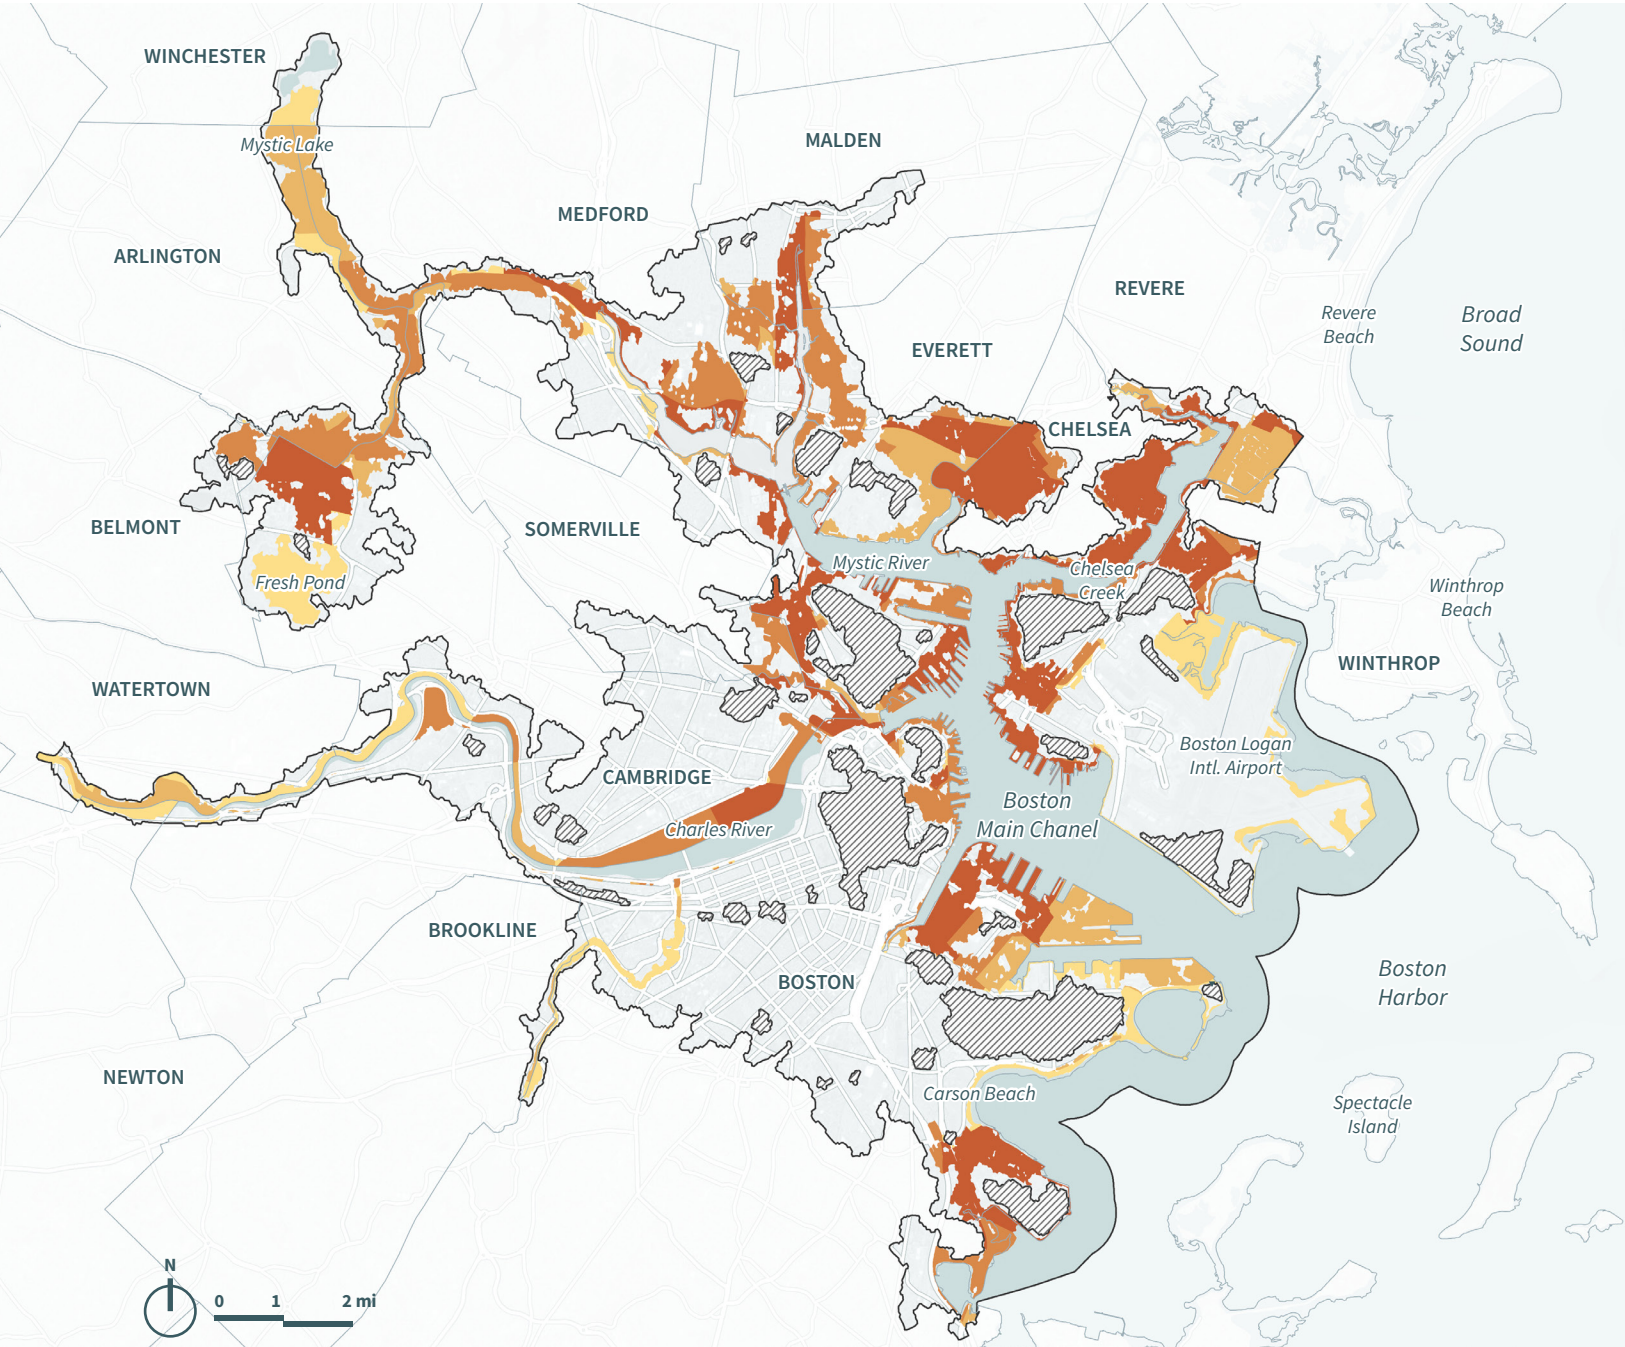 WINCHESTER
Mystic Lake
MALDEN
MEDFORD
ARLINGTON
REVERE
Revere
Beach
Broad
Sound
EVERETT
CHELSEA
BELMONT
SOMERVILLE
Mystic River
Chelsea
Creek
Fresh Pond
Winthrop
Beach
WINTHROP
WATERTOWN
Boston Logan
Intl. Airport
CAMBRIDGE
Boston
Main Chanel
Charles River
BROOKLINE
BOSTON
Boston
Harbor
NEWTON
Carson Beach
Spectacle
Island
N
0 1 2 mi